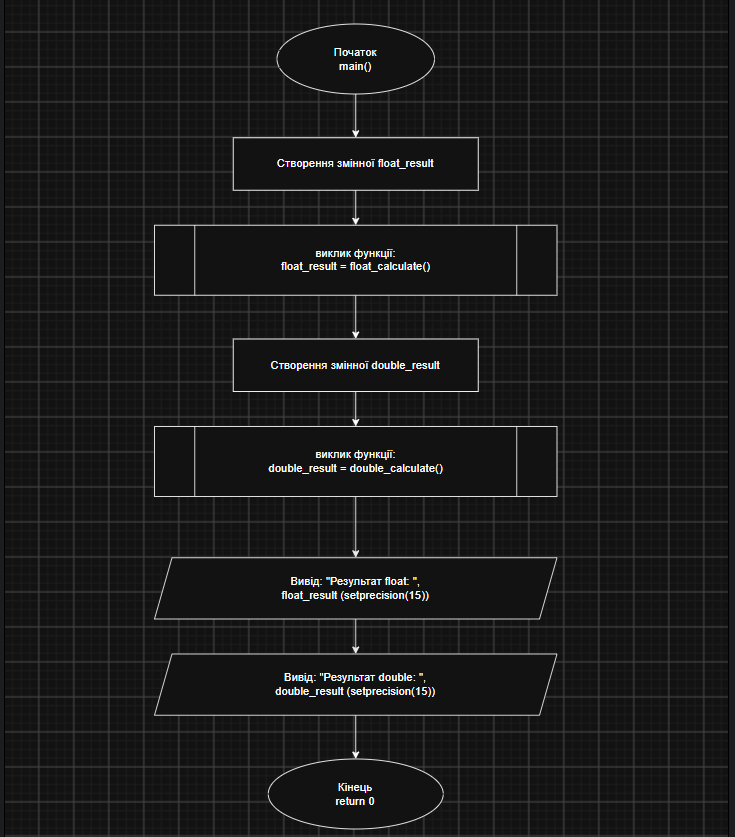 Початок
main()
Створення змінної float_result
виклик функції:
float_result = float_calculate()
Створення змінної double_result
виклик функції:
double_result = double_calculate()
Вивід: "Результат float: ",
float_result (setprecision(15))
Вивід: "Результат double: ",
double_result (setprecision(15))
Кінець
return 0